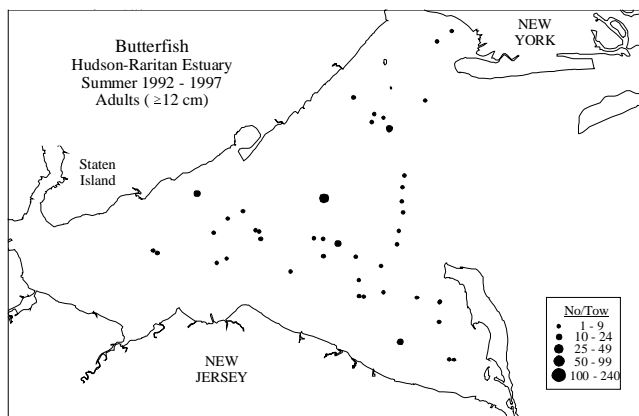 Butterfish
Hudson-Raritan Estuary
Summer 1992 - 1997
Adults ( ≥12 cm)
NEW
YORK
Staten
Island
NEW
JERSEY
No/Tow
1 - 9
10 - 24
25 - 49
50 - 99
100 - 240